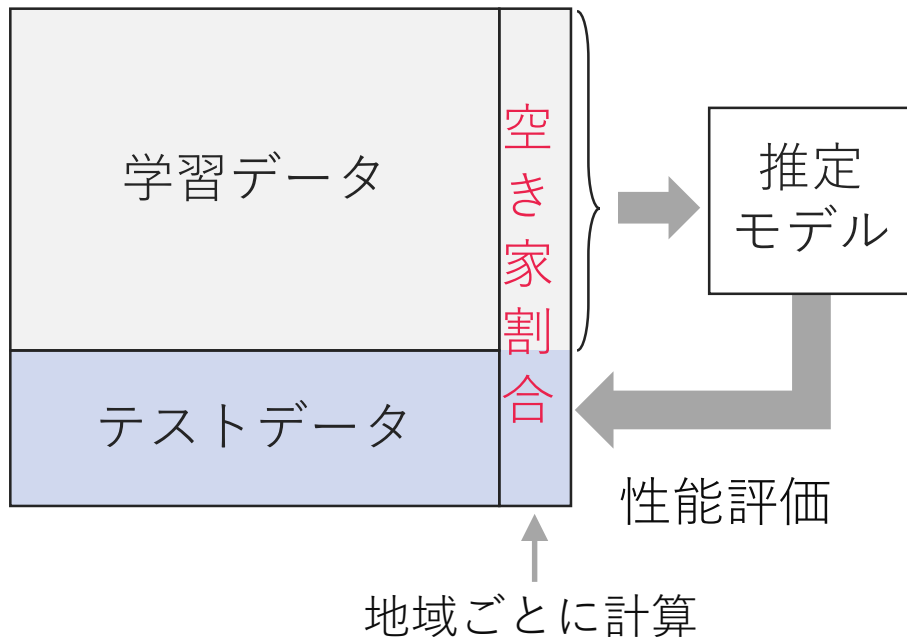 学習データ
空き家割合
推定
モデル
テストデータ
性能評価
地域ごとに計算